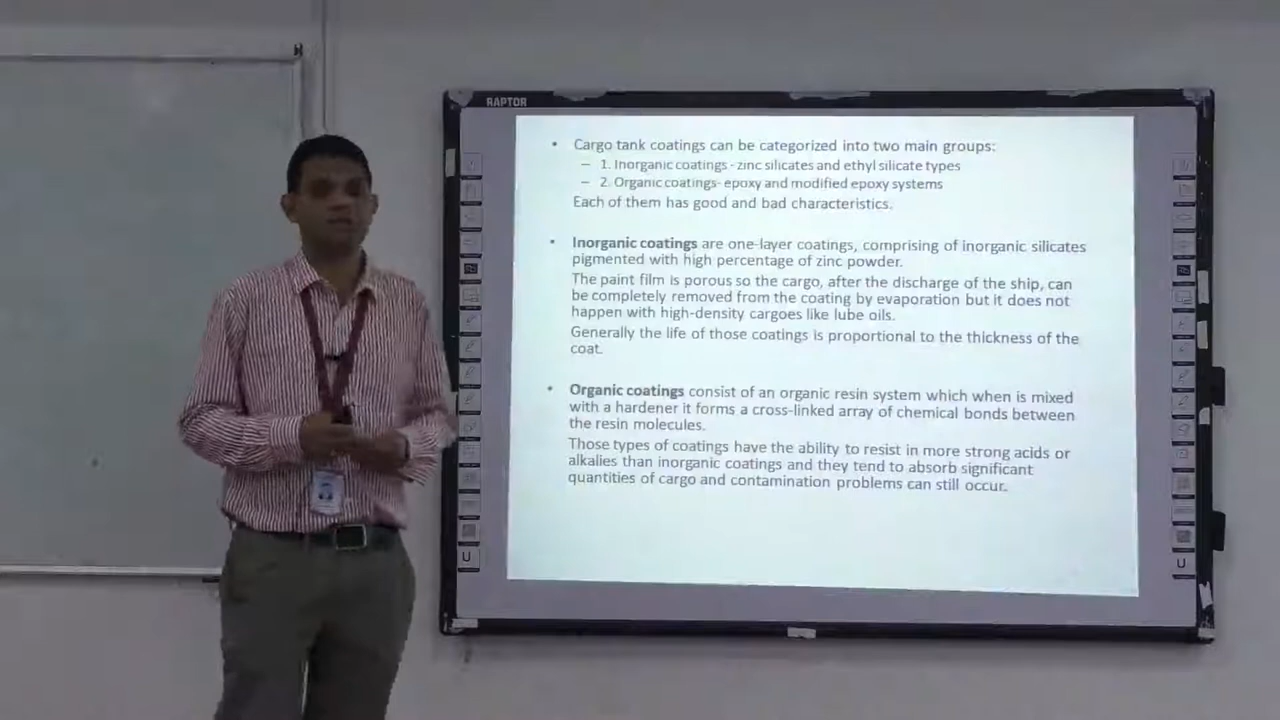 RAPTOR
• Cargo tank coatings can be categorized into two main groups:
– 1. Inorganic coatings - zinc silicates and ethyl silicate types
– 2. Organic coatings- epoxy and modified epoxy systems
Each of them has good and bad characteristics.
• Inorganic coatings are one-layer coatings, comprising of inorganic silicates
pigmented with high percentage of zinc powder.
The paint film is porous so the cargo, after the discharge of the ship, can
be completely removed from the coating by evaporation but it does not
happen with high-density cargoes like lube oils.
Generally the life of those coatings is proportional to the thickness of the
coat.
• Organic coatings consist of an organic resin system which when is mixed
with a hardener it forms a cross-linked array of chemical bonds between
the resin molecules.
Those types of coatings have the ability to resist in more strong acids or
alkalies than inorganic coatings and they tend to absorb significant
quantities of cargo and contamination problems can still occur.
U
U